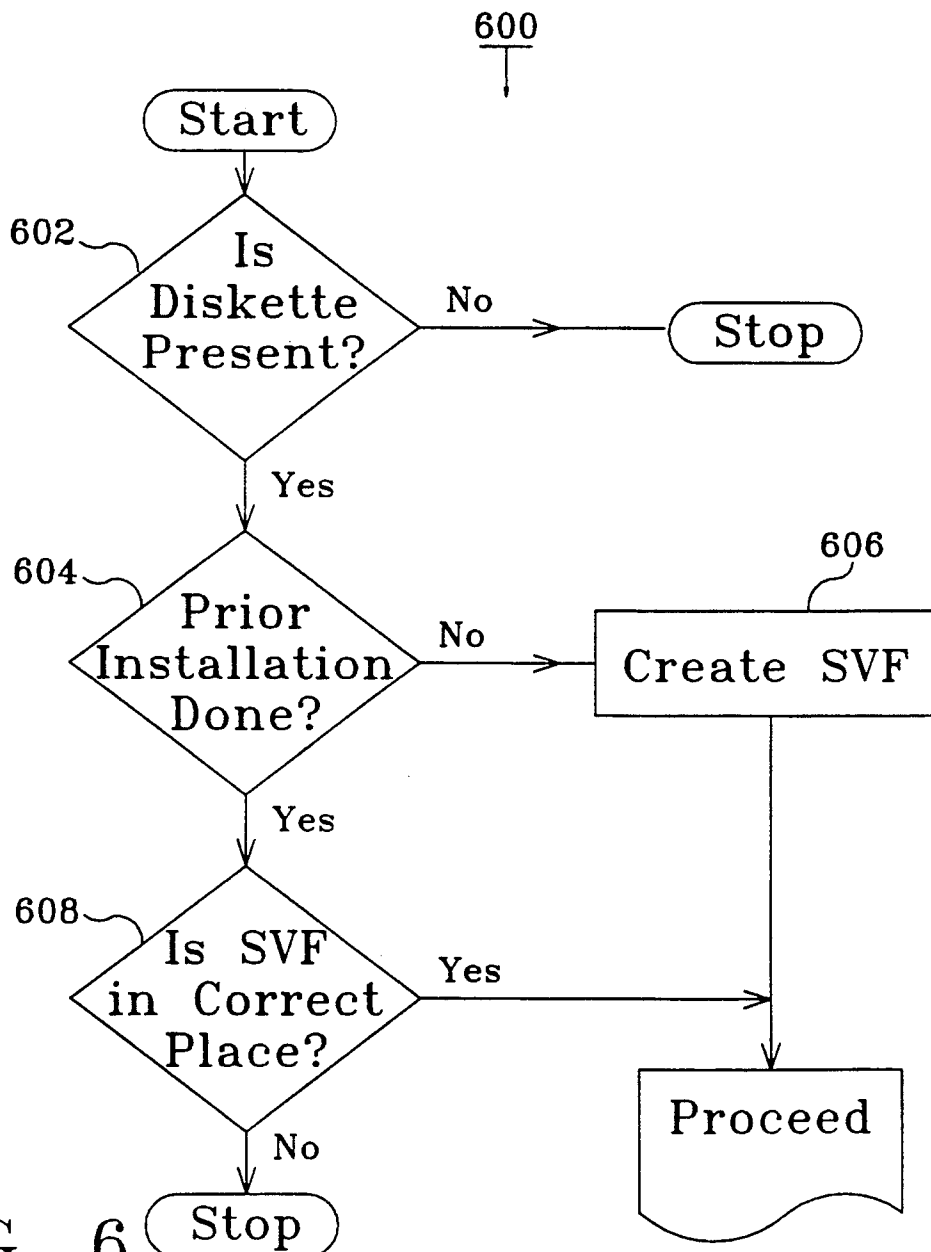 600
Start
602
Is
Diskette
Present?
No
Stop
Yes
604
Prior
Installation
Done?
No
606
Create SVF
Yes
608
Is SVF
in Correct
Place?
Yes
Proceed
No
Stop
6